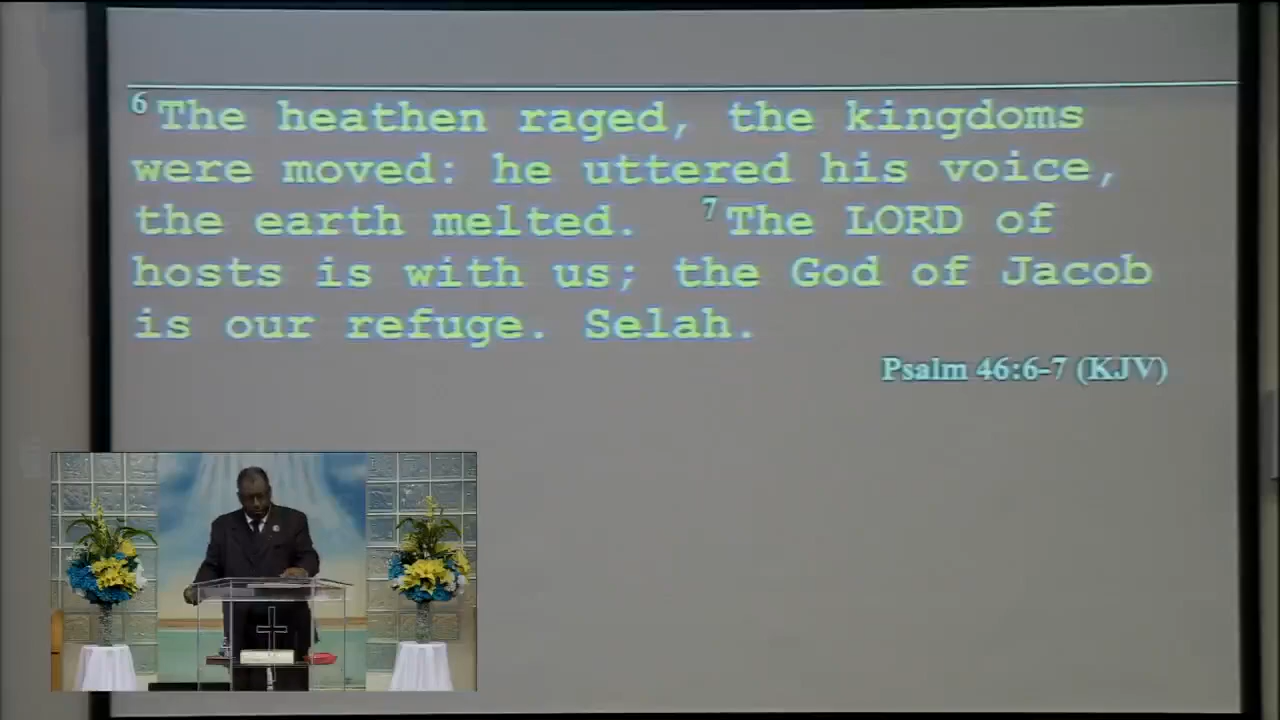 6 The heathen raged, the kingdoms
were moved: he uttered his voice,
the earth melted. 7 The LORD of
hosts is with us; the God of Jacob
is our refuge. Selah.
Psalm 46:6-7 (KJV)